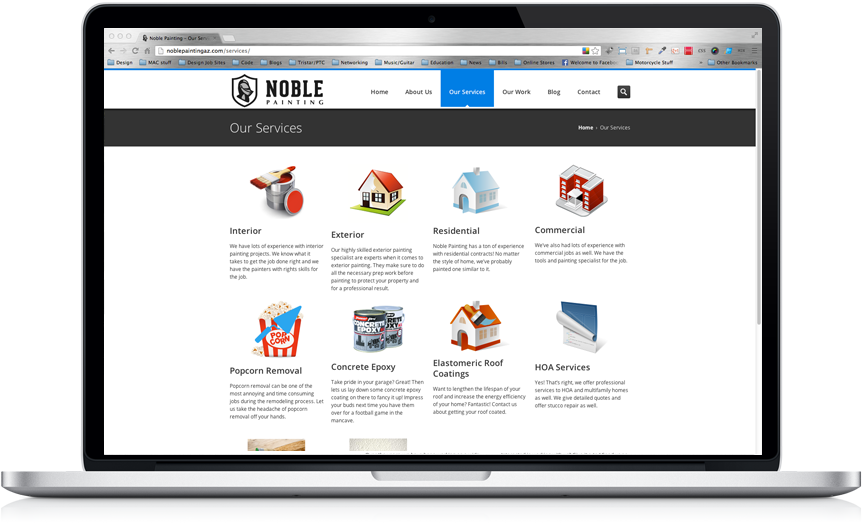 Noble Painting – Our Servi
noblepaintingaz.com/services/
Design MAC stuff Design Job Sites Code Blogs Tristar/PTC Networking Music/Guitar Education News Bills Online Stores Welcome to Faceb Motorcycle Stuff » Other Bookmarks
NOBLE
PAINTING
Home About Us Our Services Our Work Blog Contact
Our Services
Home › Our Services
Interior
We have lots of experience with interior
painting projects. We know what it
takes to get the job done right and we
have the painters with rights skills for
the job.
Exterior
Our highly skilled exterior painting
specialist are experts when it comes to
exterior painting. They make sure to do
all the necessary prep work before
painting to protect your property and
for a professional result.
Residential
Noble Painting has a ton of experience
with residential contracts! No matter
the style of home, we've probably
painted one similar to it.
Commercial
We've also had lots of experience with
commercial jobs as well. We have the
tools and painting specialist for the job.
POP
CORN
Popcorn Removal
Popcorn removal can be one of the
most annoying and time consuming
jobs during the remodeling process. Let
us take the headache of popcorn
removal off your hands.
CONCRETE
EPOXY
Concrete Epoxy
Take pride in your garage? Great! Then
let us lay down some concrete epoxy
coating on there to fancy it up! Impress
your buds next time you have them
over for a football game in the
mancave.
Elastomeric Roof
Coatings
Want to lengthen the lifespan of your
roof and increase the energy efficiency
of your home? Fantastic! Contact us
about getting your roof coated.
HOA Services
Yes! That's right, we offer professional
services to HOA and multifamily homes
as well. We give detailed quotes and
offer stucco repair as well.